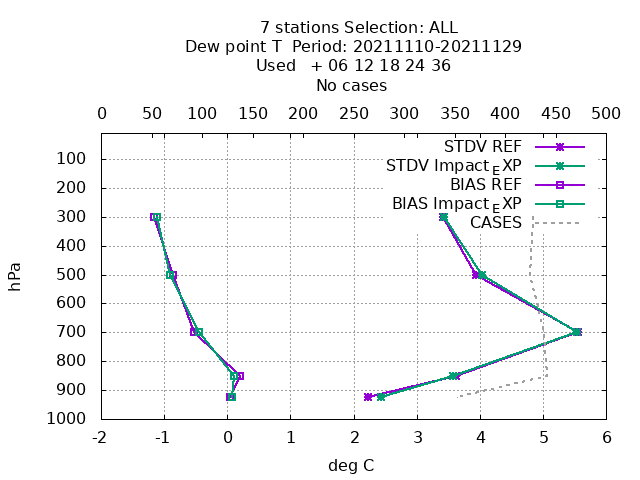 7 stations Selection: ALL
Dew point T  Period: 20211110-20211129
Used   + 06 12 18 24 36
No cases
0 50 100 150 200 250 300 350 400 450 500
STDV REF
STDV Impact_EXP
BIAS REF
BIAS Impact_EXP
CASES
100
200
300
400
500
600
700
800
900
1000
hPa
-2 -1 0 1 2 3 4 5 6
deg C